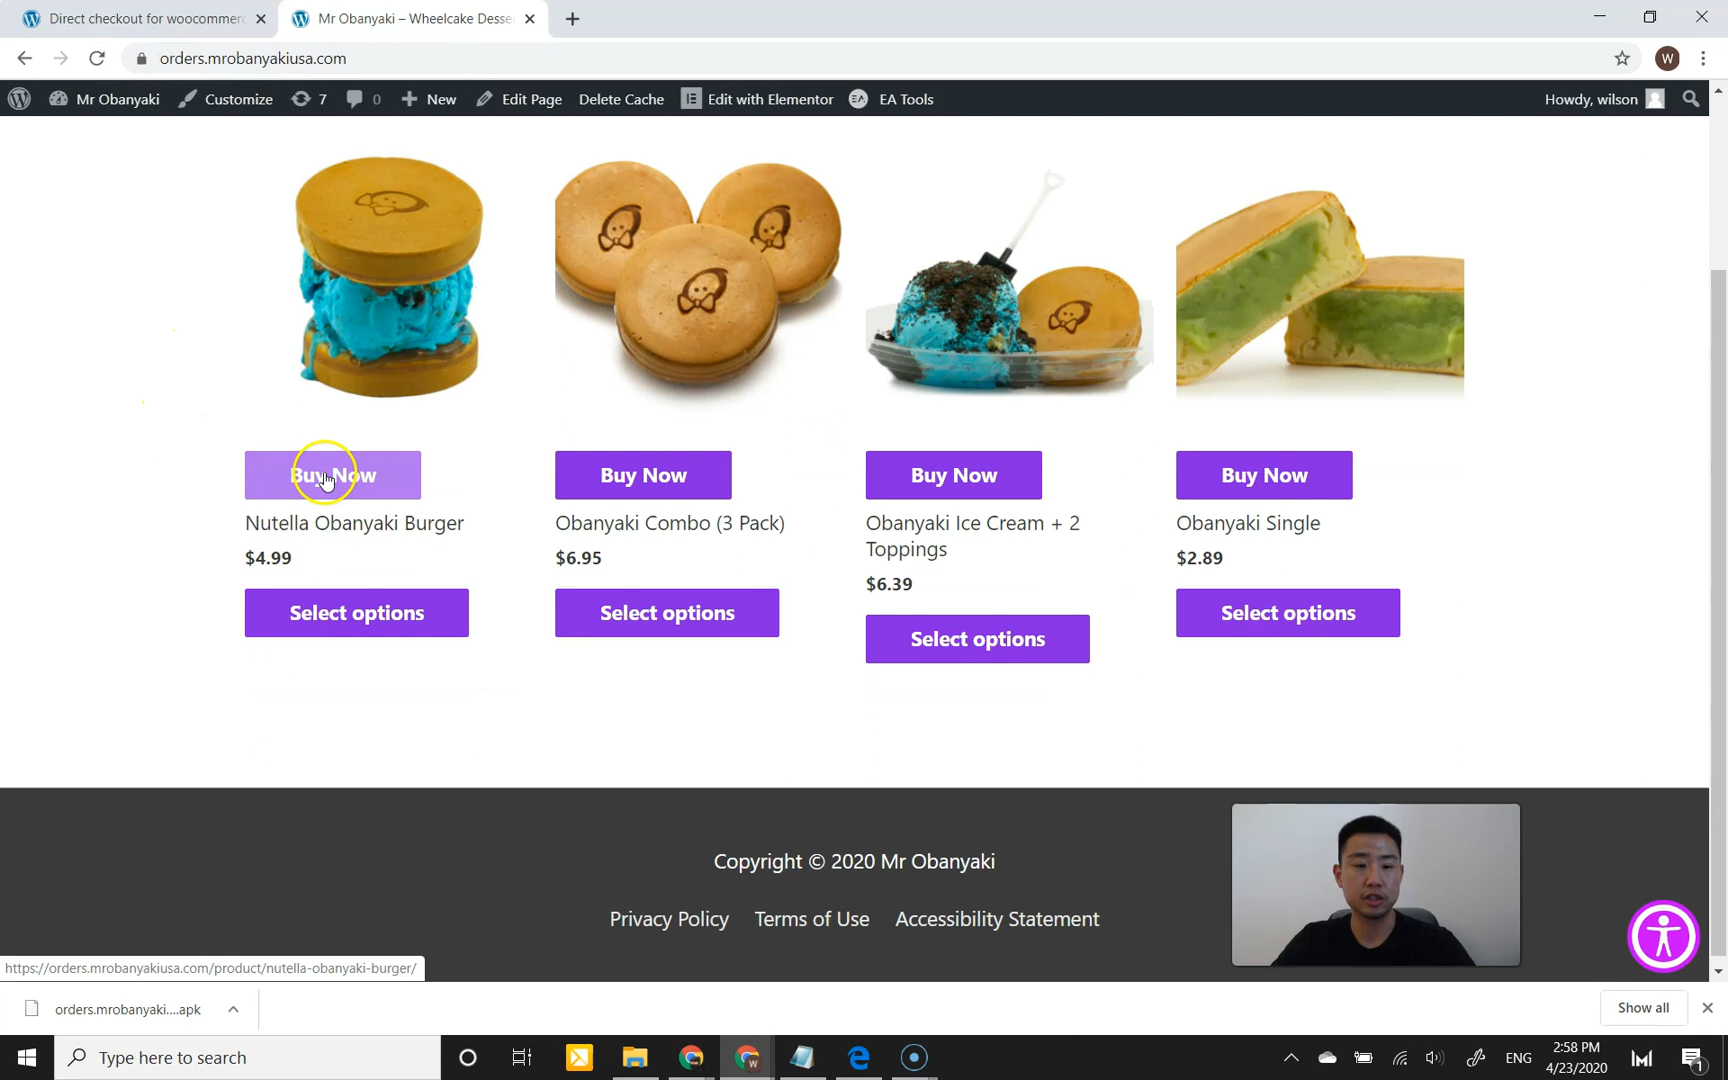 Direct checkout for woocommerc
Mr Obanyaki – Wheelcake Desse
orders.mrobanyakiusa.com
W
Mr Obanyaki
Customize
7
0
New
Edit Page
Delete Cache
Edit with Elementor
EA Tools
Howdy, wilson
Buy Now
Buy Now
Buy Now
Buy Now
Nutella Obanyaki Burger
$4.99
Select options
Obanyaki Combo (3 Pack)
$6.95
Select options
Obanyaki Ice Cream + 2
Toppings
$6.39
Select options
Obanyaki Single
$2.89
Select options
Copyright © 2020 Mr Obanyaki
Privacy Policy
Terms of Use
Accessibility Statement
https://orders.mrobanyakiusa.com/product/nutella-obanyaki-burger/
orders.mrobanyaki....apk
Show all
Type here to search
ENG
2:58 PM
4/23/2020
1